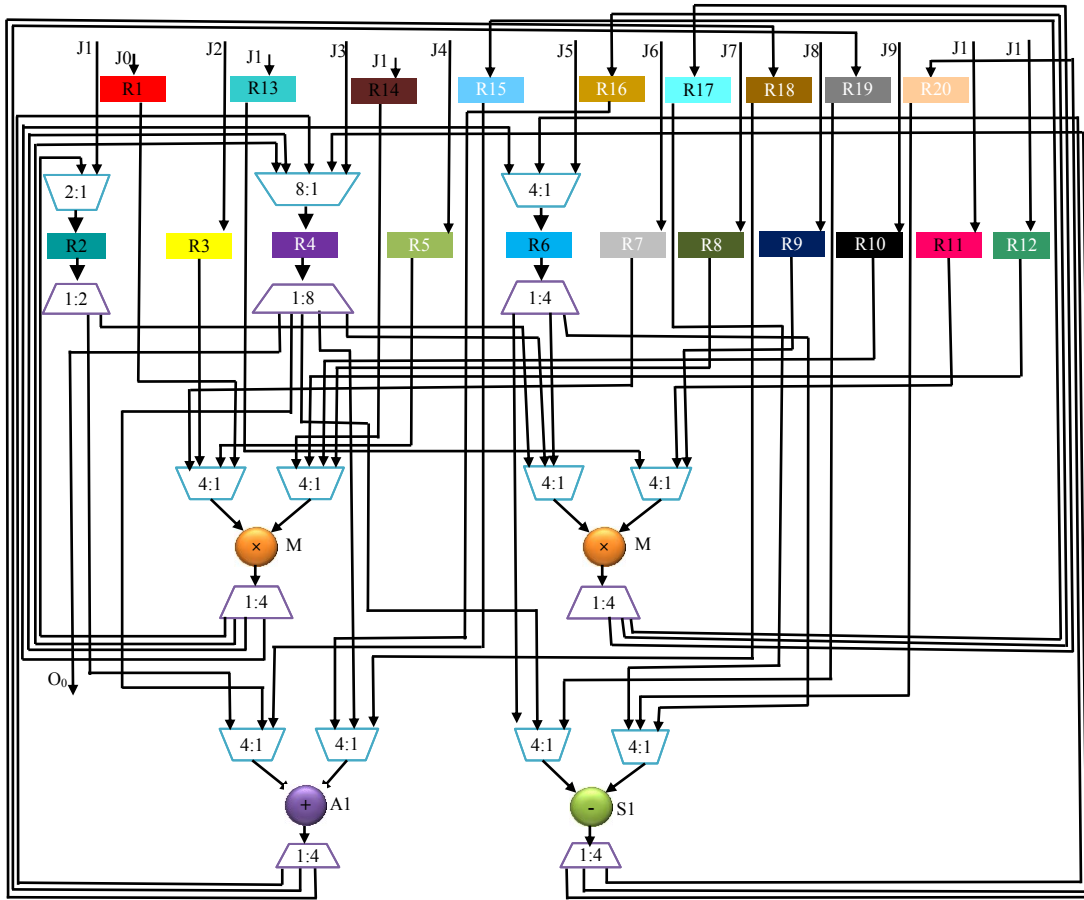 J1 J0 J2 J1 J3 J1 J4 J5 J6 J7 J8 J9 J1 J1
R1 R13 R14 R15 R16 R17 R18 R19 R20
2:1 8:1 4:1
R2 R3 R4 R5 R6 R7 R8 R9 R10 R11 R12
1:2 1:8 1:4
4:1 4:1 4:1 4:1
× M × M
1:4 1:4
O₀
4:1 4:1 4:1 4:1
+ A1 - S1
1:4 1:4